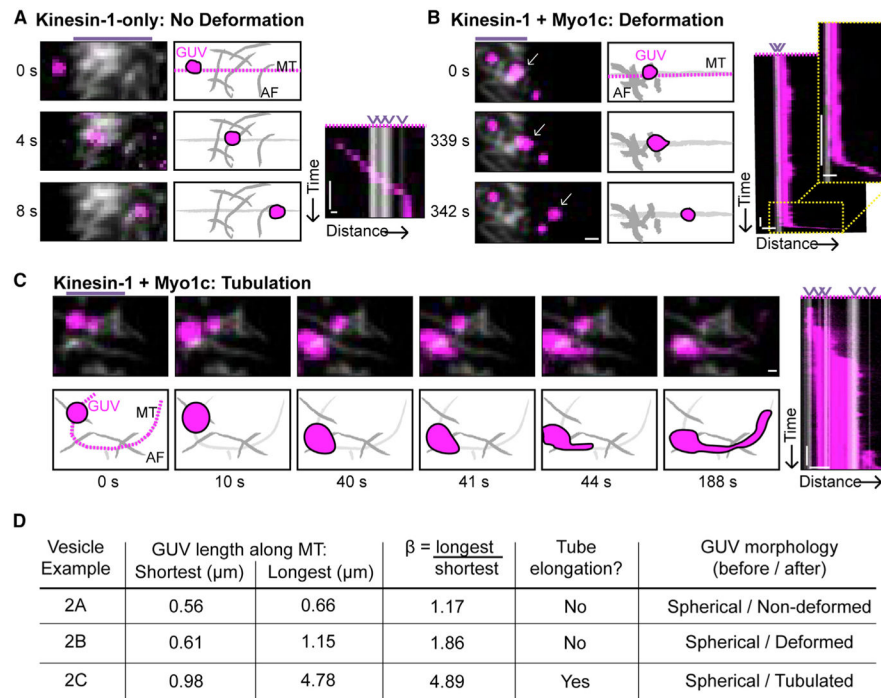 A Kinesin-1-only: No Deformation
0 s
GUV
MT
AF
4 s
8 s
Time
Distance
B Kinesin-1 + Myo1c: Deformation
0 s
GUV
MT
AF
339 s
342 s
Time
Distance
C Kinesin-1 + Myo1c: Tubulation
GUV
MT
AF
0 s 10 s 40 s 41 s 44 s 188 s
Time
Distance
D
Vesicle Example
GUV length along MT:
Shortest (μm) Longest (μm)
β = longest
shortest
Tube elongation?
GUV morphology (before / after)
2A 0.56 0.66 1.17 No Spherical / Non-deformed
2B 0.61 1.15 1.86 No Spherical / Deformed
2C 0.98 4.78 4.89 Yes Spherical / Tubulated